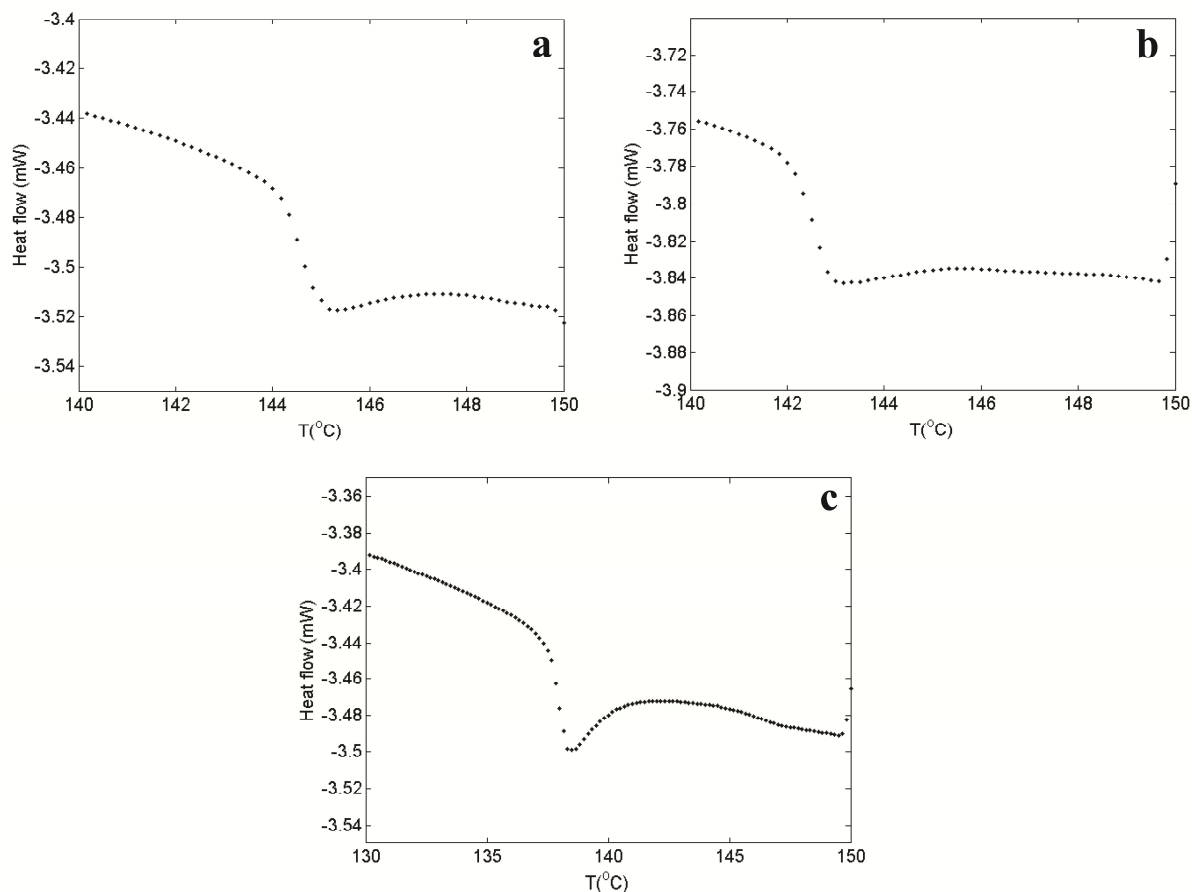 a
-3.4
-3.42
-3.44
-3.46
-3.48
-3.5
-3.52
-3.54
Heat flow (mW)
140 142 144 146 148 150
T(°C)
b
-3.72
-3.74
-3.76
-3.78
-3.8
-3.82
-3.84
-3.86
-3.88
-3.9
Heat flow (mW)
140 142 144 146 148 150
T(°C)
c
-3.36
-3.38
-3.4
-3.42
-3.44
-3.46
-3.48
-3.5
-3.52
-3.54
Heat flow (mW)
130 135 140 145 150
T(°C)